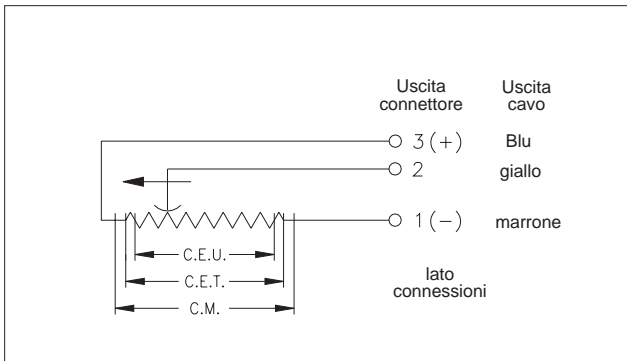 Uscita connettore
Uscita cavo
3 (+) Blu
2 giallo
1 (-) marrone
C.E.U.
C.E.T.
C.M.
lato connessioni